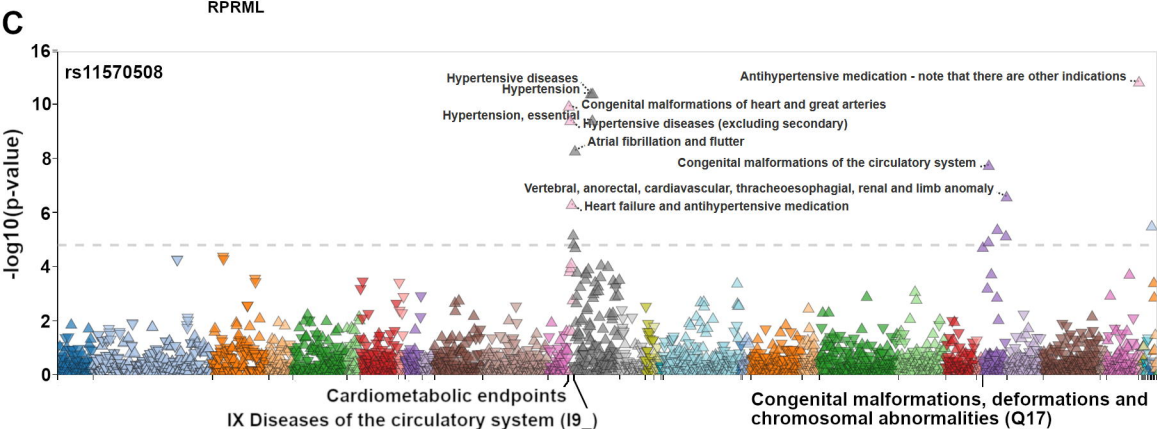 RPRML
C
16
rs11570508
Hypertensive diseases
Antihypertensive medication - note that there are other indications
Hypertension
10
Congenital malformations of heart and great arteries
Hypertension, essential
Hypertensive diseases (excluding secondary)
Atrial fibrillation and flutter
8
Congenital malformations of the circulatory system
Vertebral, anorectal, cardiavascular, thracheoesophagial, renal and limb anomaly
6
Heart failure and antihypertensive medication
4
2
0
-log10(p-value)
Cardiometabolic endpoints
IX Diseases of the circulatory system (I9_)
Congenital malformations, deformations and
chromosomal abnormalities (Q17)